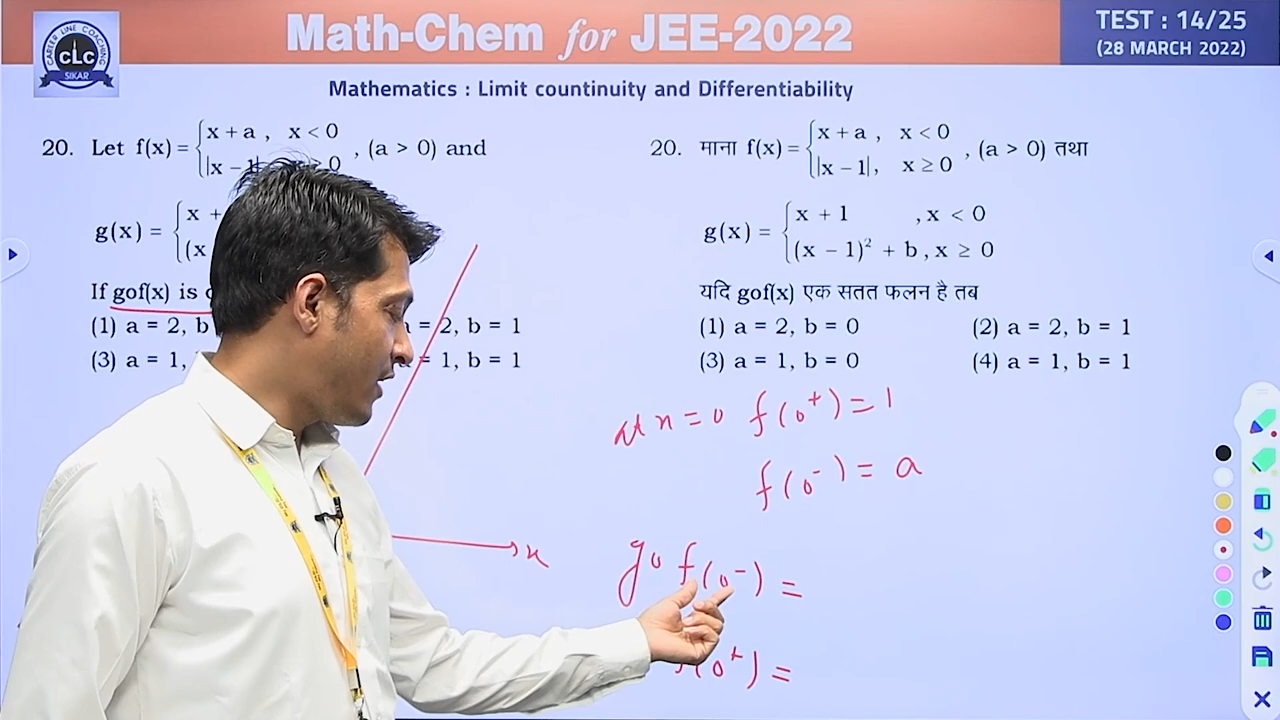 CAREER LINE COACHING
CLC
SIKAR
Math-Chem for JEE-2022
TEST : 14/25
(28 MARCH 2022)
Mathematics : Limit countinuity and Differentiability
20. Let f(x) = { x + a , x < 0
|x – 1| x ≥ 0 , (a > 0) and
g(x) = { x +
(x
If gof(x) is
(1) a = 2, b = 2, b = 1
(3) a = 1, = 1, b = 1
20. माना f(x) = { x + a , x < 0
|x – 1|, x ≥ 0 , (a > 0) तथा
g(x) = { x + 1 , x < 0
(x – 1)² + b , x ≥ 0
यदि gof(x) एक सतत फलन है तब
(1) a = 2, b = 0 (2) a = 2, b = 1
(3) a = 1, b = 0 (4) a = 1, b = 1
at x = 0 f(0⁺) = 1
f(0⁻) = a
gof(0⁻) =
f(0⁺) =
x